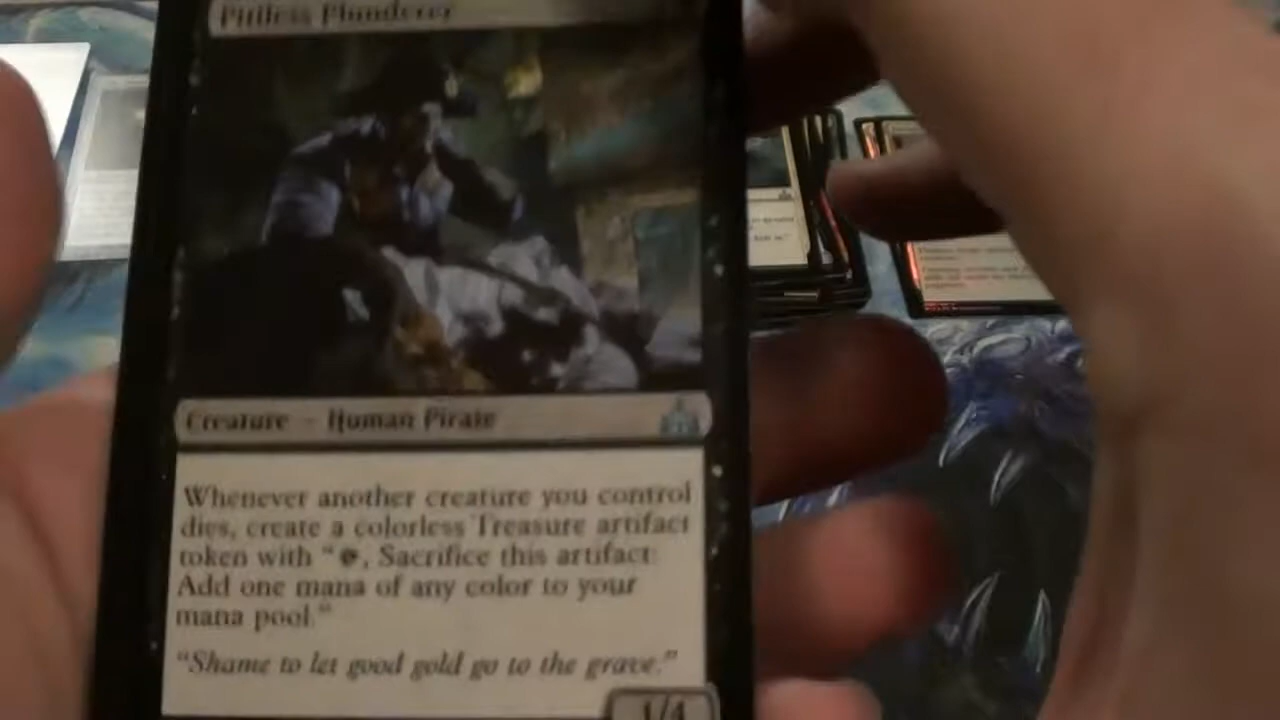 Pitiless Plunderer
Creature — Human Pirate
Whenever another creature you control
dies, create a colorless Treasure artifact
token with “, Sacrifice this artifact:
Add one mana of any color to your
mana pool.”
“Shame to let good gold go to the grave.”
1/4